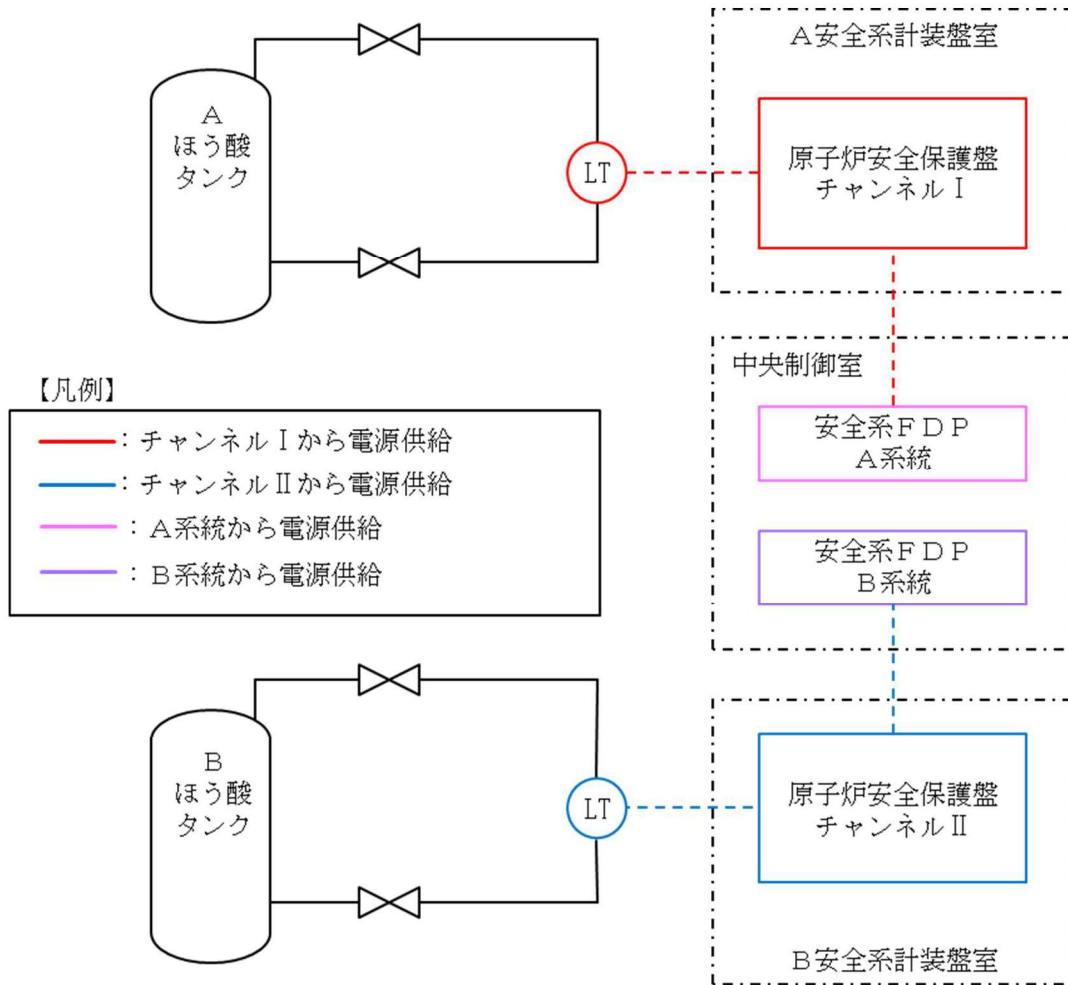 A安全系計装盤室
A
ほう酸
タンク
LT
原子炉安全保護盤
チャンネルⅠ
中央制御室
安全系FDP
A系統
安全系FDP
B系統
【凡例】
:チャンネルⅠから電源供給
:チャンネルⅡから電源供給
:A系統から電源供給
:B系統から電源供給
B
ほう酸
タンク
LT
原子炉安全保護盤
チャンネルⅡ
B安全系計装盤室